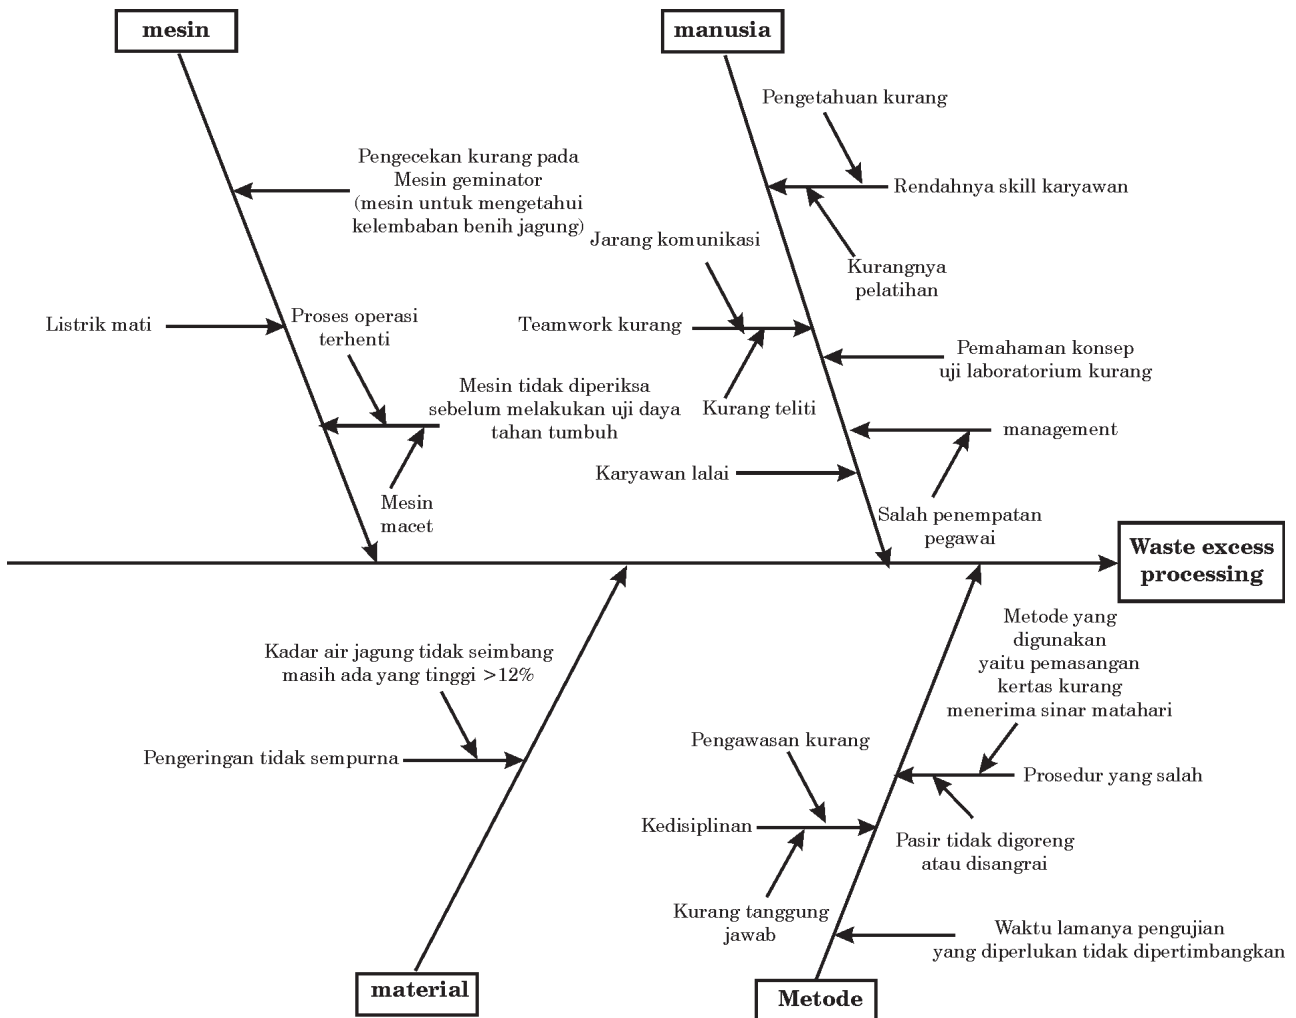 mesin
manusia
Pengetahuan kurang
Pengecekan kurang pada
Mesin geminator
(mesin untuk mengetahui
kelembaban benih jagung)
Rendahnya skill karyawan
Jarang komunikasi
Kurangnya
pelatihan
Listrik mati
Proses operasi
terhenti
Teamwork kurang
Pemahaman konsep
uji laboratorium kurang
Mesin tidak diperiksa
sebelum melakukan uji daya
tahan tumbuh
Kurang teliti
management
Karyawan lalai
Mesin
macet
Salah penempatan
pegawai
Waste excess
processing
Metode yang
digunakan
yaitu pemasangan
kertas kurang
menerima sinar matahari
Kadar air jagung tidak seimbang
masih ada yang tinggi >12%
Pengawasan kurang
Pengeringan tidak sempurna
Prosedur yang salah
Kedisiplinan
Pasir tidak digoreng
atau disangrai
Kurang tanggung
jawab
Waktu lamanya pengujian
yang diperlukan tidak dipertimbangkan
material
Metode